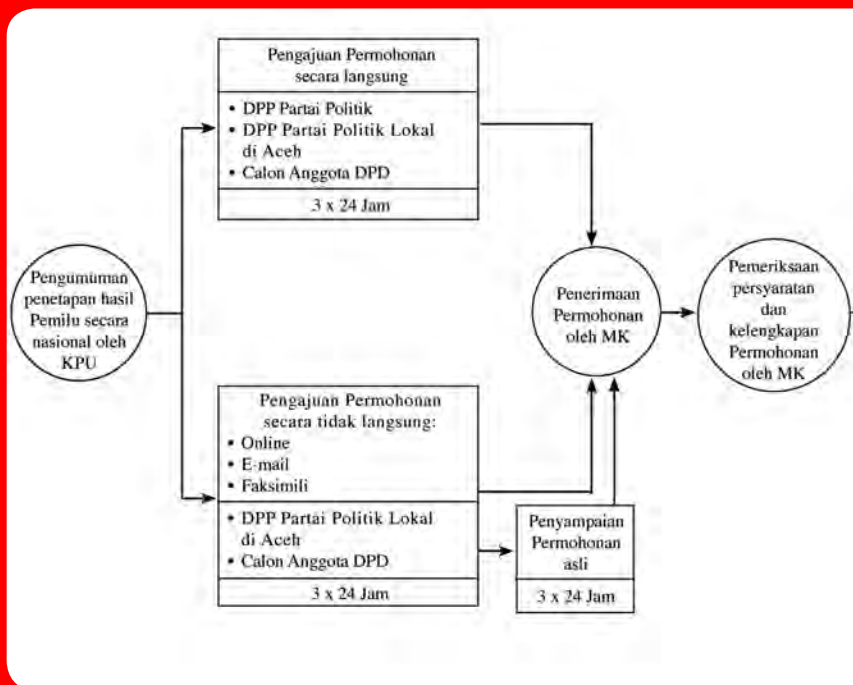 Pengajuan Permohonan
secara langsung
• DPP Partai Politik
• DPP Partai Politik Lokal
di Aceh
• Calon Anggota DPD
3 x 24 Jam
Pengumuman
penetapan hasil
Pemilu secara
nasional oleh
KPU
Penerimaan
Permohonan
oleh MK
Pemeriksaan
persyaratan
dan
kelengkapan
Permohonan
oleh MK
Pengajuan Permohonan
secara tidak langsung:
• Online
• E-mail
• Faksimili
• DPP Partai Politik Lokal
di Aceh
• Calon Anggota DPD
3 x 24 Jam
Penyampaian
Permohonan
asli
3 x 24 Jam